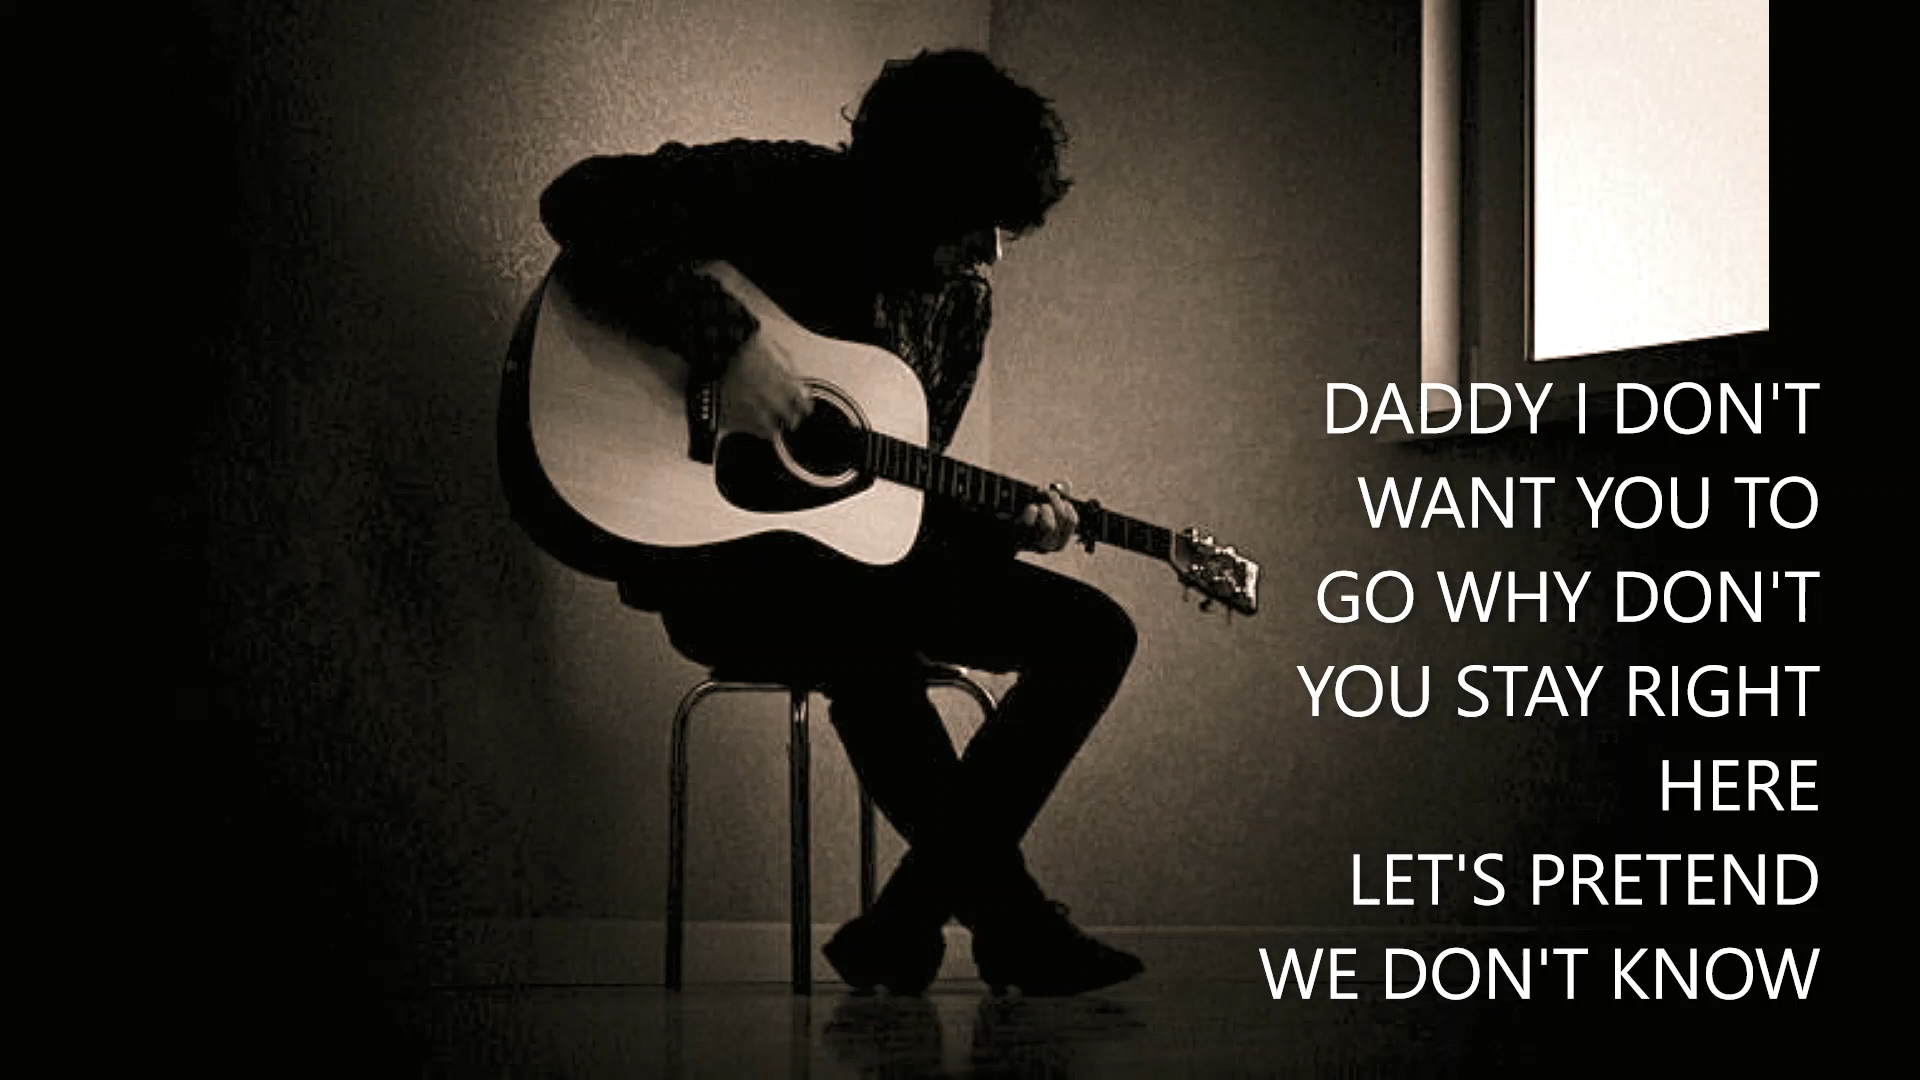 DADDY I DON'T
WANT YOU TO
GO WHY DON'T
YOU STAY RIGHT
HERE
LET'S PRETEND
WE DON'T KNOW